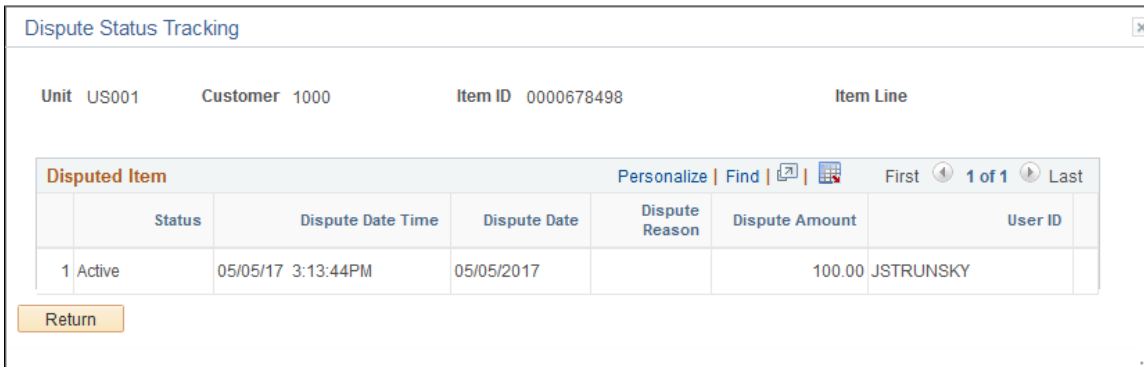 Dispute Status Tracking
Unit US001 Customer 1000 Item ID 0000678498 Item Line
Disputed Item Personalize | Find | | First 1 of 1 Last
Status Dispute Date Time Dispute Date Dispute Reason Dispute Amount User ID
1 Active 05/05/17 3:13:44PM 05/05/2017 100.00 JSTRUNSKY
Return